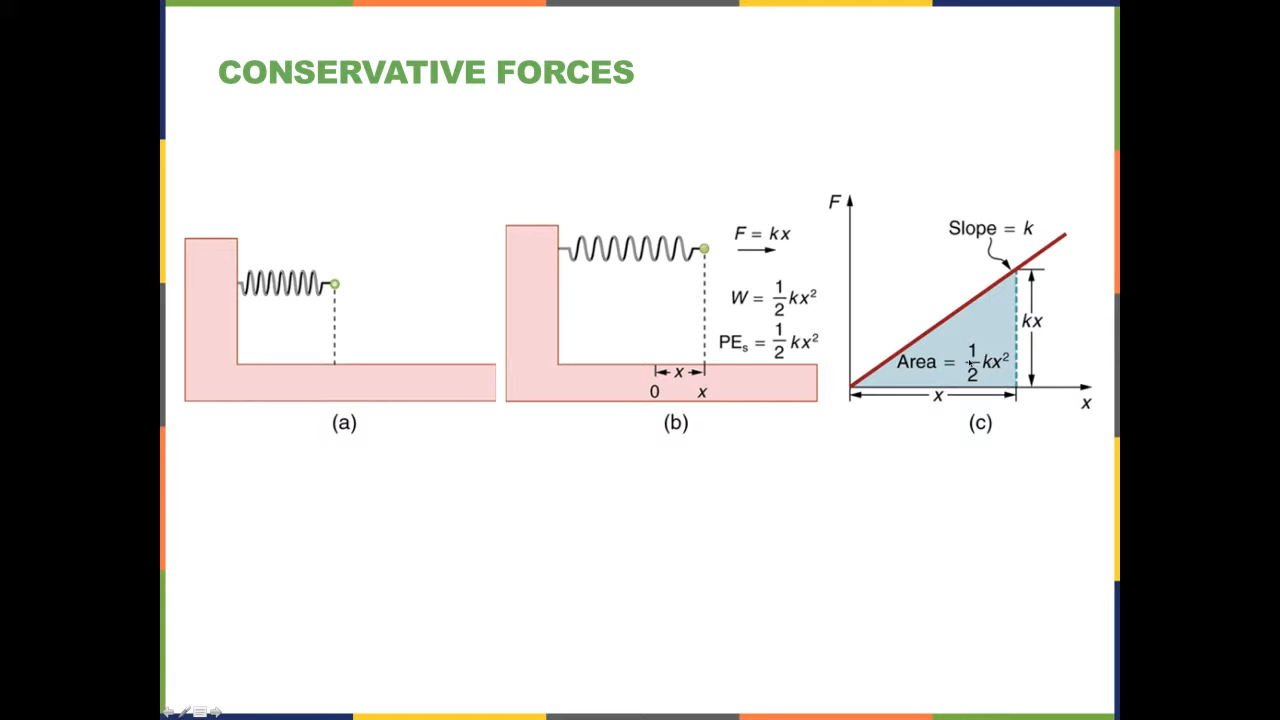 CONSERVATIVE FORCES
F = kx
W = 1/2 kx²
PEₛ = 1/2 kx²
x
0 x
(a)
(b)
F
Slope = k
kx
Area = 1/2 kx²
x
x
(c)